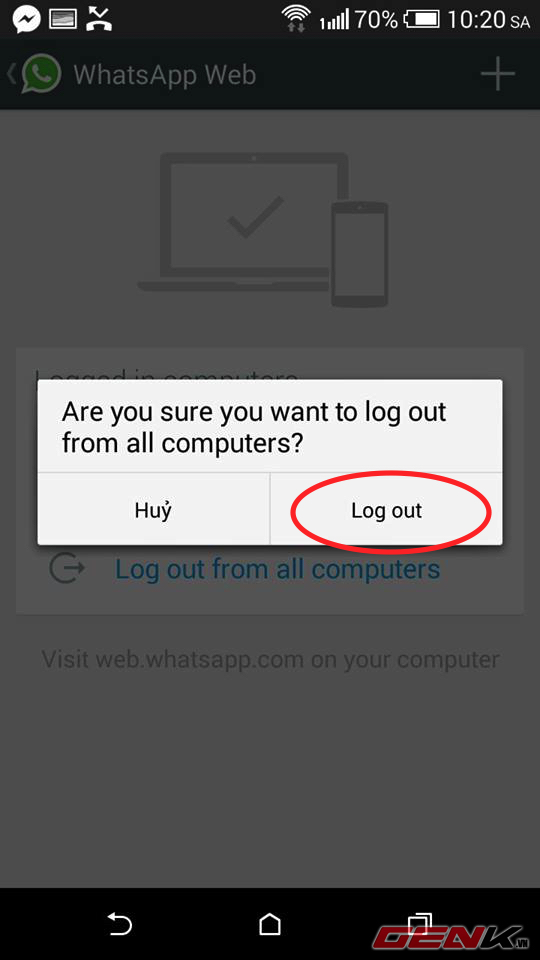 70% 10:20 SA
WhatsApp Web
Logged in computers
Are you sure you want to log out
from all computers?
Huỷ Log out
Log out from all computers
Visit web.whatsapp.com on your computer
GENK.VN